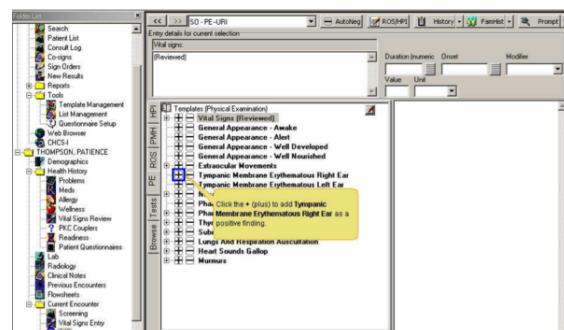 Folder List
Search
Patient List
Consult Log
Co-signs
Sign Orders
New Results
Reports
Tools
Template Management
List Management
Questionnaire Setup
Web Browser
CHCS-I
THOMPSON, PATIENCE
Demographics
Health History
Problems
Meds
Allergy
Wellness
Vital Signs Review
PKC Couplers
Readiness
Patient Questionnaires
Lab
Radiology
Clinical Notes
Previous Encounters
Flowsheets
Current Encounter
Screening
Vital Signs Entry
<< >> SO - PE-URI AutoNeg ROS/HPI History FamHist Prompt
Entry details for current selection
Vital signs:
(Reviewed)
Duration (numeric Onset Modifier
Value Unit
HPI
PMH
ROS
PE
Tests
Browse
Templates (Physical Examination)
Vital Signs (Reviewed)
General Appearance - Awake
General Appearance - Alert
General Appearance - Well Developed
General Appearance - Well Nourished
Extraocular Movements
Tympanic Membrane Erythematous Right Ear
Tympanic Membrane Erythematous Left Ear
Pha
Pha
Thy
Sub
Lungs And Respiration Auscultation
Heart Sounds Gallop
Murmurs
Click the + (plus) to add Tympanic
Membrane Erythematous Right Ear as a
positive finding.